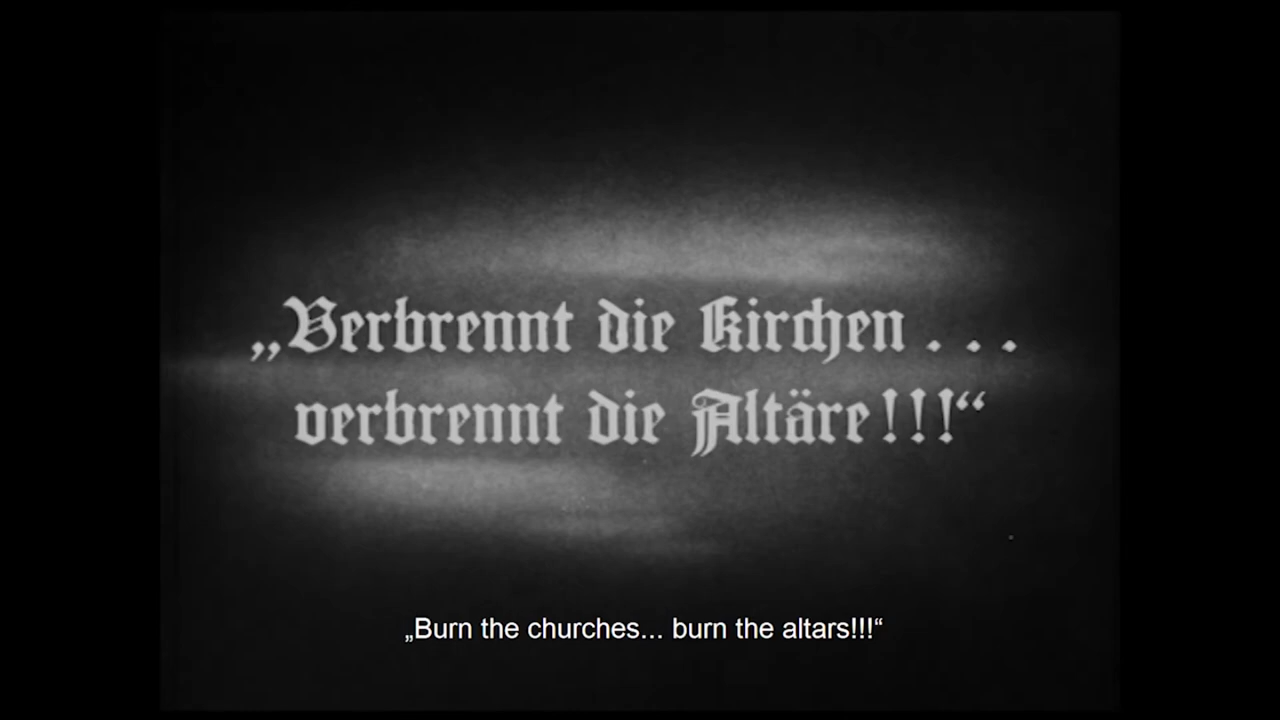 „Verbrennt die Kirchen . . .
verbrennt die Altäre!!!“
„Burn the churches... burn the altars!!!“